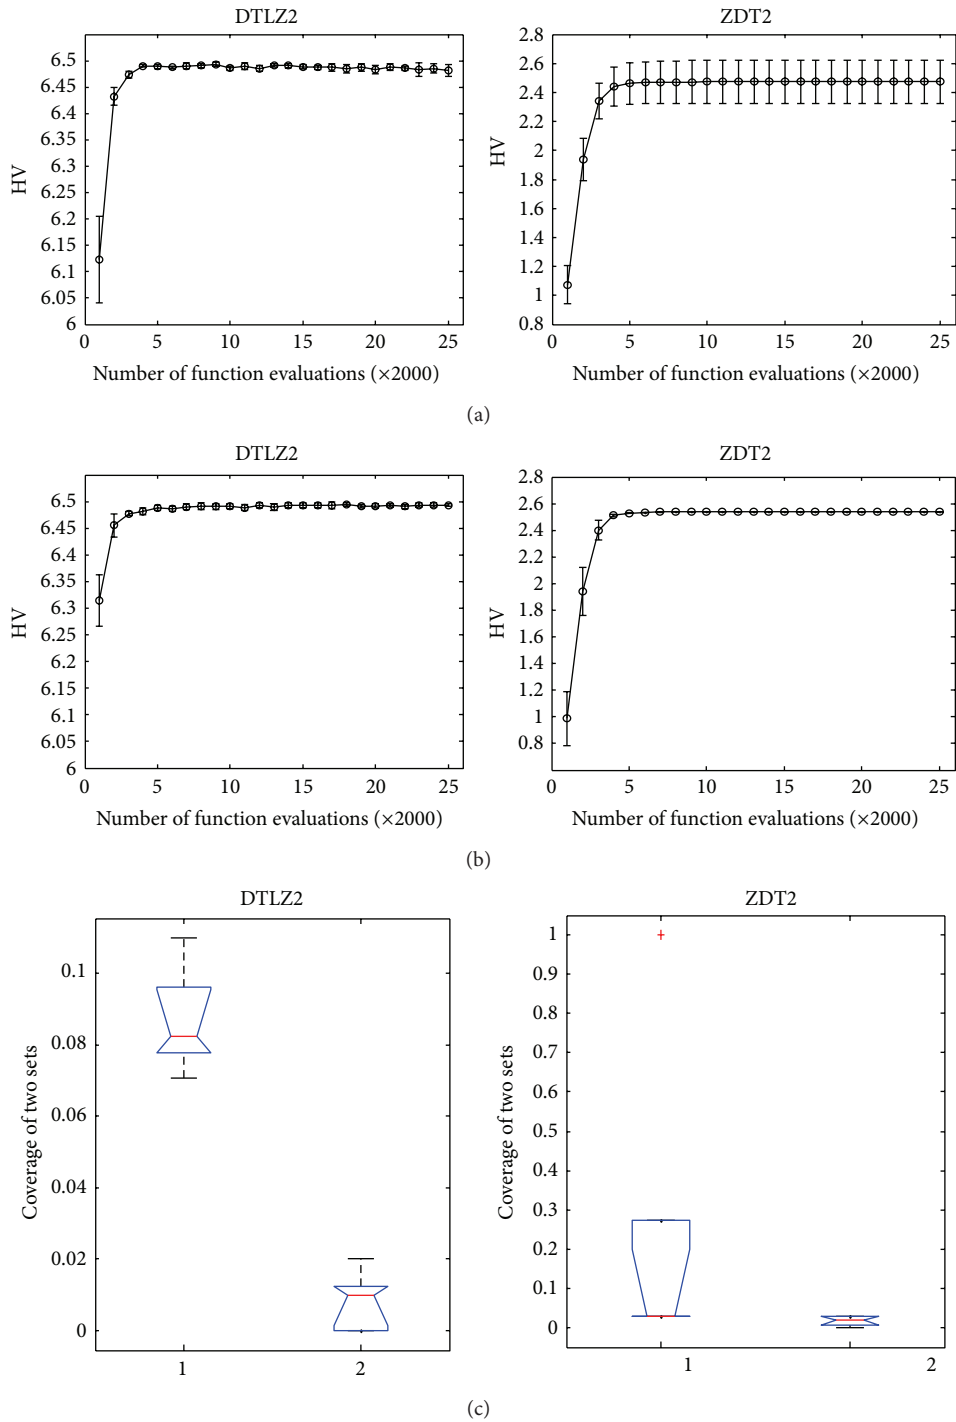 DTLZ2
ZDT2
6.5
6.45
6.4
6.35
6.3
6.25
6.2
6.15
6.1
6.05
6
HV
0 5 10 15 20 25
Number of function evaluations (×2000)
2.8
2.6
2.4
2.2
2
1.8
1.6
1.4
1.2
1
0.8
HV
0 5 10 15 20 25
Number of function evaluations (×2000)
(a)
DTLZ2
ZDT2
6.5
6.45
6.4
6.35
6.3
6.25
6.2
6.15
6.1
6.05
6
HV
0 5 10 15 20 25
Number of function evaluations (×2000)
2.8
2.6
2.4
2.2
2
1.8
1.6
1.4
1.2
1
0.8
HV
0 5 10 15 20 25
Number of function evaluations (×2000)
(b)
DTLZ2
ZDT2
0.1
0.08
0.06
0.04
0.02
0
Coverage of two sets
1 2
1
0.9
0.8
0.7
0.6
0.5
0.4
0.3
0.2
0.1
0
Coverage of two sets
1 2
(c)